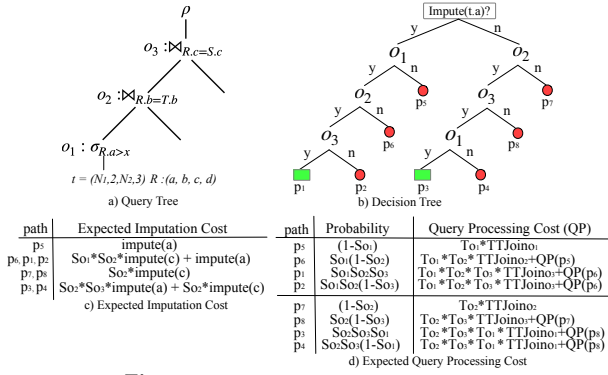 ρ
o₃ :⋈R.c=S.c
o₂ :⋈R.b=T.b
o₁ : σR.a>x
t = (N₁,2,N₂,3) R :(a, b, c, d)
a) Query Tree
Impute(t.a)?
y n
o₁ o₂
y n y n
o₂ p₅ o₃ p₇
y n y n
o₃ p₆ o₁ p₈
y n y n
p₁ p₂ p₃ p₄
b) Decision Tree
path Expected Imputation Cost
p₅ impute(a)
p₆, p₁, p₂ So₁*So₂*impute(c) + impute(a)
p₇, p₈ So₂*impute(c)
p₃, p₄ So₂*So₃*impute(a) + So₂*impute(c)
c) Expected Imputation Cost
path Probability Query Processing Cost (QP)
p₅ (1-So₁) To₁*TTJoino₁
p₆ So₁(1-So₂) To₁*To₂* TTJoino₂+QP(p₅)
p₁ So₁So₂So₃ To₁*To₂* To₃ * TTJoino₃+QP(p₆)
p₂ So₁So₂(1-So₃) To₁*To₂* To₃ * TTJoino₃+QP(p₆)
p₇ (1-So₂) To₂*TTJoino₂
p₈ So₂(1-So₃) To₂*To₃* TTJoino₃+QP(p₇)
p₃ So₂So₃So₁ To₂*To₃* To₁ * TTJoino₁+QP(p₈)
p₄ So₂So₃(1-So₁) To₂*To₃* To₁ * TTJoino₁+QP(p₈)
d) Expected Query Processing Cost